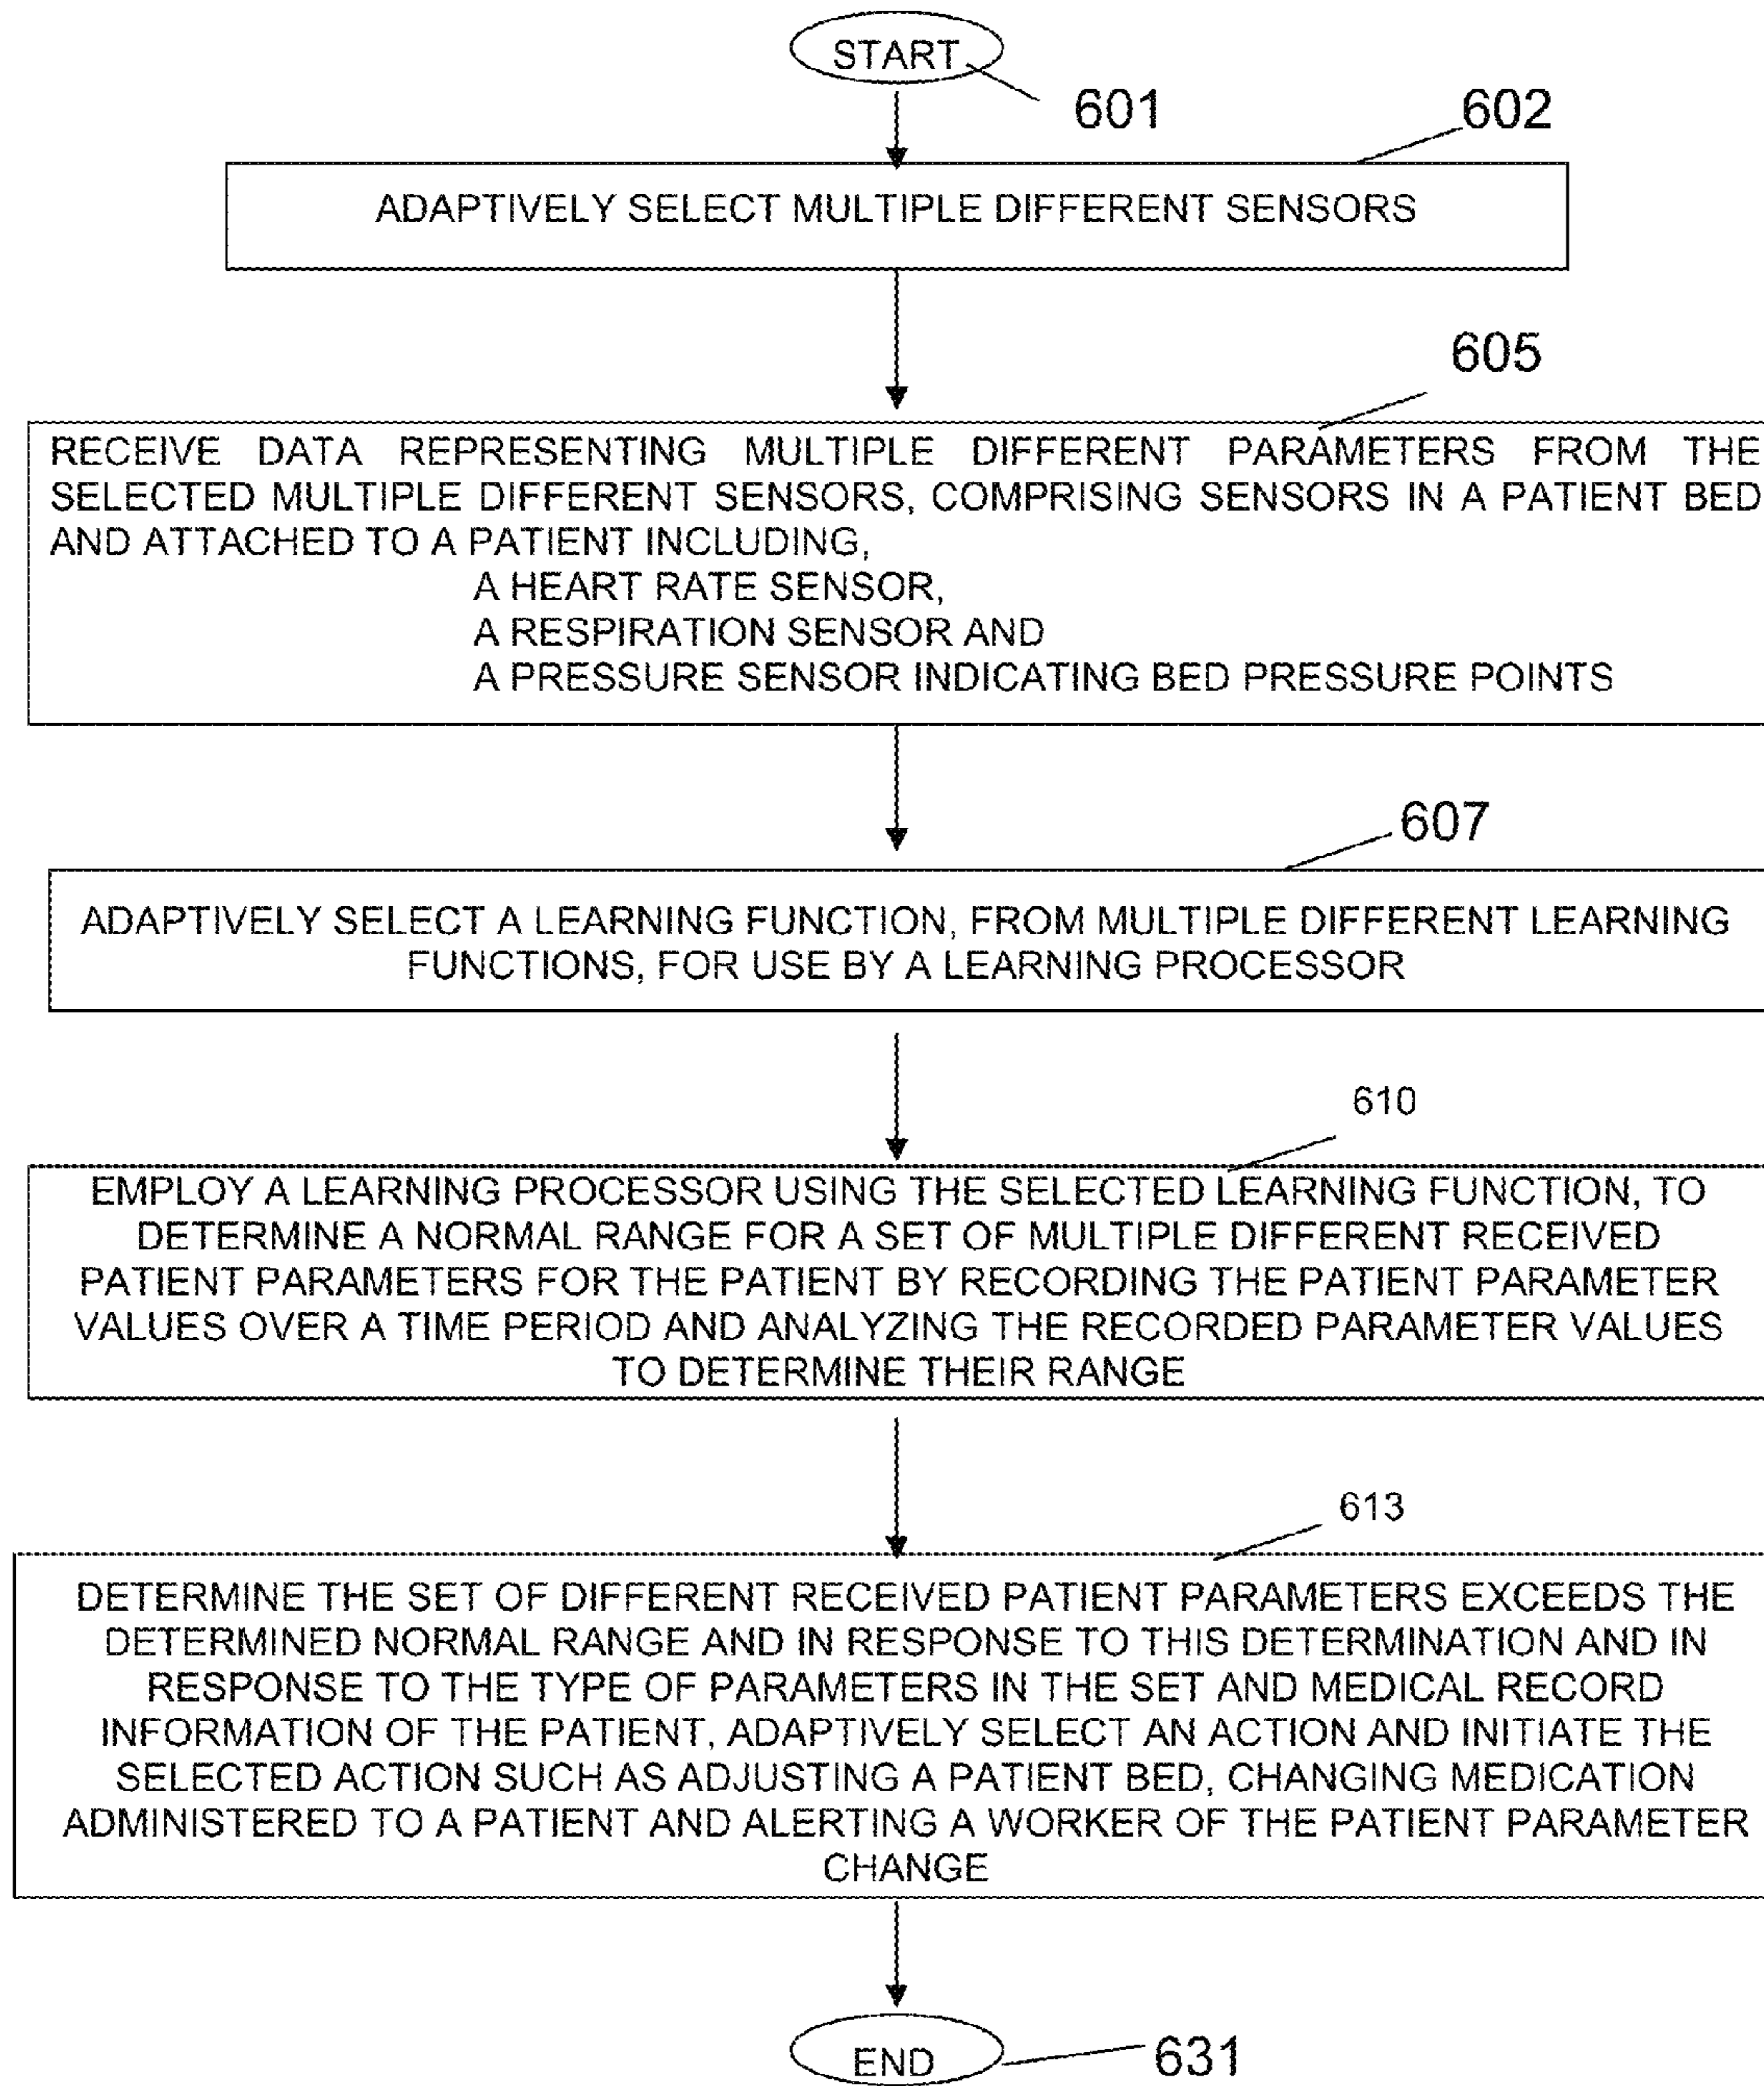 START
601
602
ADAPTIVELY SELECT MULTIPLE DIFFERENT SENSORS
605
RECEIVE DATA REPRESENTING MULTIPLE DIFFERENT PARAMETERS FROM THE
SELECTED MULTIPLE DIFFERENT SENSORS, COMPRISING SENSORS IN A PATIENT BED
AND ATTACHED TO A PATIENT INCLUDING,
A HEART RATE SENSOR,
A RESPIRATION SENSOR AND
A PRESSURE SENSOR INDICATING BED PRESSURE POINTS
607
ADAPTIVELY SELECT A LEARNING FUNCTION, FROM MULTIPLE DIFFERENT LEARNING
FUNCTIONS, FOR USE BY A LEARNING PROCESSOR
610
EMPLOY A LEARNING PROCESSOR USING THE SELECTED LEARNING FUNCTION, TO
DETERMINE A NORMAL RANGE FOR A SET OF MULTIPLE DIFFERENT RECEIVED
PATIENT PARAMETERS FOR THE PATIENT BY RECORDING THE PATIENT PARAMETER
VALUES OVER A TIME PERIOD AND ANALYZING THE RECORDED PARAMETER VALUES
TO DETERMINE THEIR RANGE
613
DETERMINE THE SET OF DIFFERENT RECEIVED PATIENT PARAMETERS EXCEEDS THE
DETERMINED NORMAL RANGE AND IN RESPONSE TO THIS DETERMINATION AND IN
RESPONSE TO THE TYPE OF PARAMETERS IN THE SET AND MEDICAL RECORD
INFORMATION OF THE PATIENT, ADAPTIVELY SELECT AN ACTION AND INITIATE THE
SELECTED ACTION SUCH AS ADJUSTING A PATIENT BED, CHANGING MEDICATION
ADMINISTERED TO A PATIENT AND ALERTING A WORKER OF THE PATIENT PARAMETER
CHANGE
END
631